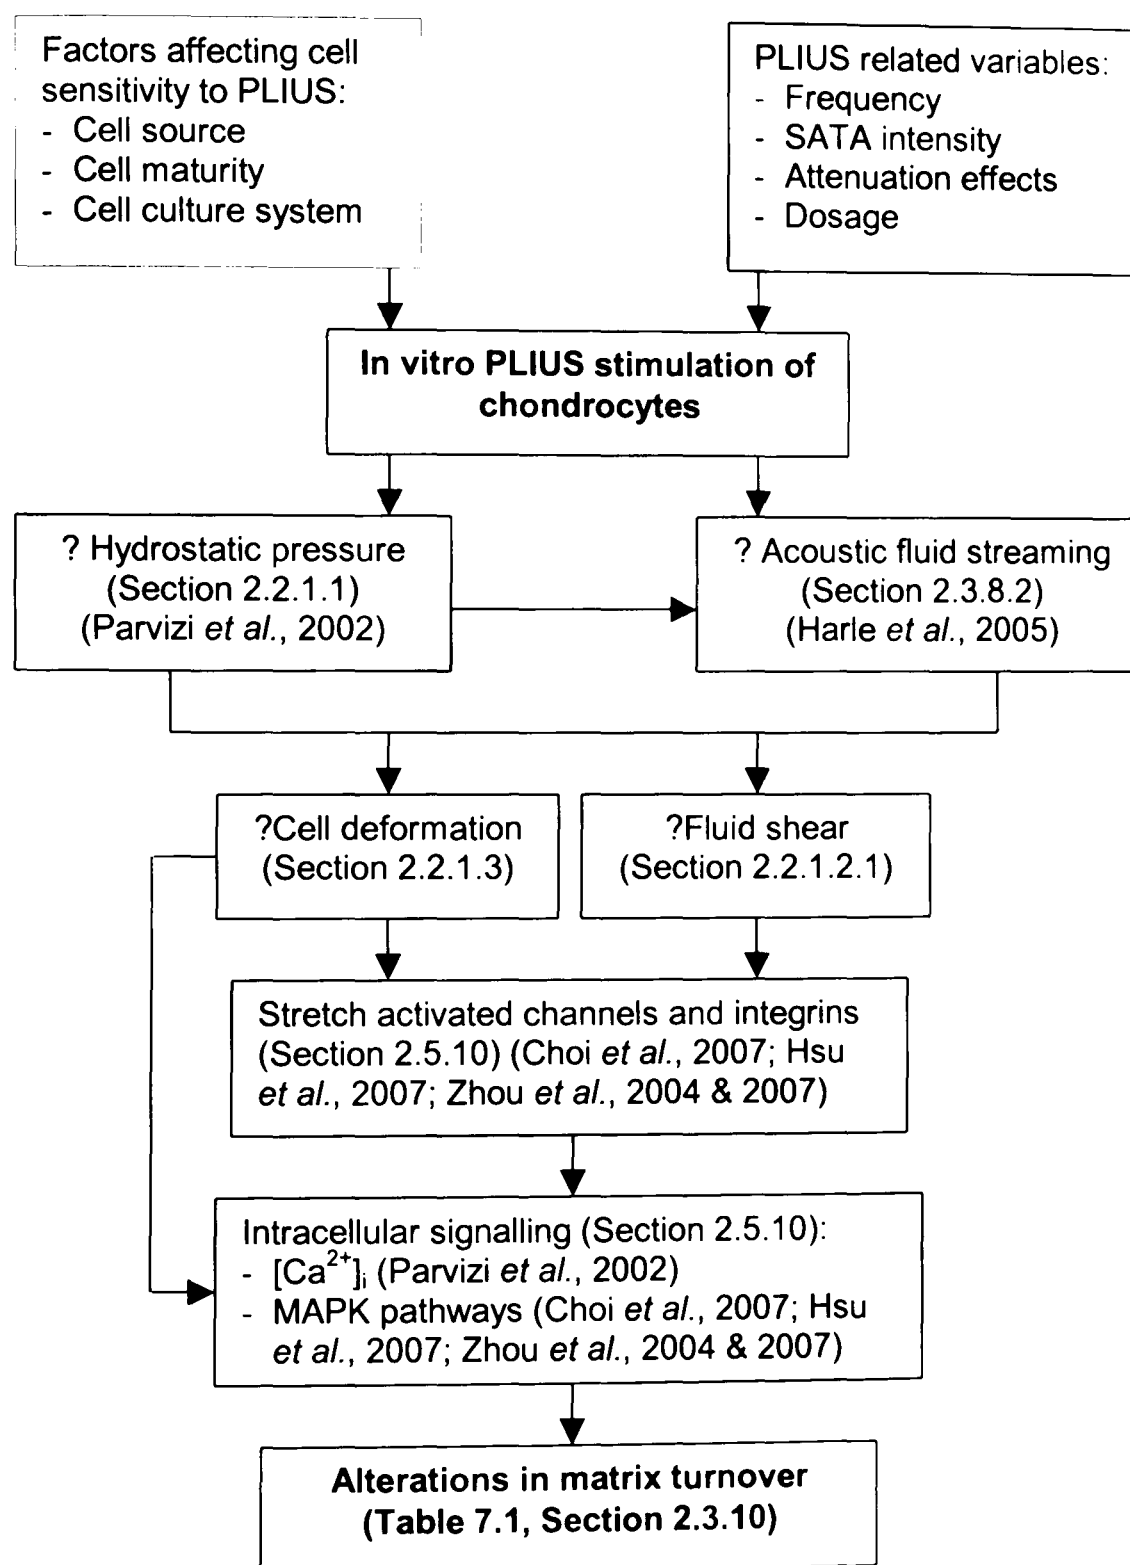 Factors affecting cell
sensitivity to PLIUS:
- Cell source
- Cell maturity
- Cell culture system
PLIUS related variables:
- Frequency
- SATA intensity
- Attenuation effects
- Dosage
In vitro PLIUS stimulation of
chondrocytes
? Hydrostatic pressure
(Section 2.2.1.1)
(Parvizi et al., 2002)
? Acoustic fluid streaming
(Section 2.3.8.2)
(Harle et al., 2005)
?Cell deformation
(Section 2.2.1.3)
?Fluid shear
(Section 2.2.1.2.1)
Stretch activated channels and integrins
(Section 2.5.10) (Choi et al., 2007; Hsu
et al., 2007; Zhou et al., 2004 & 2007)
Intracellular signalling (Section 2.5.10):
- [Ca²⁺]ᵢ (Parvizi et al., 2002)
- MAPK pathways (Choi et al., 2007; Hsu
et al., 2007; Zhou et al., 2004 & 2007)
Alterations in matrix turnover
(Table 7.1, Section 2.3.10)